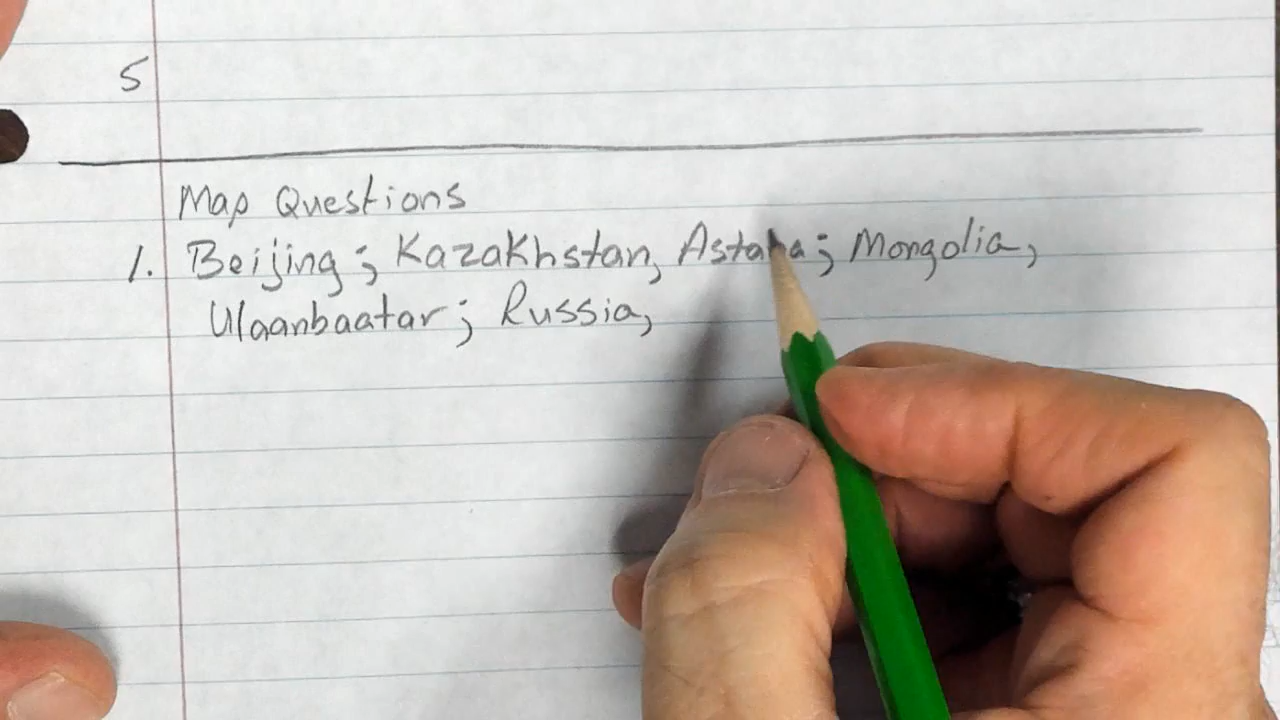 5
Map Questions
1. Beijing; Kazakhstan, Astana; Mongolia,
Ulaanbaatar; Russia,